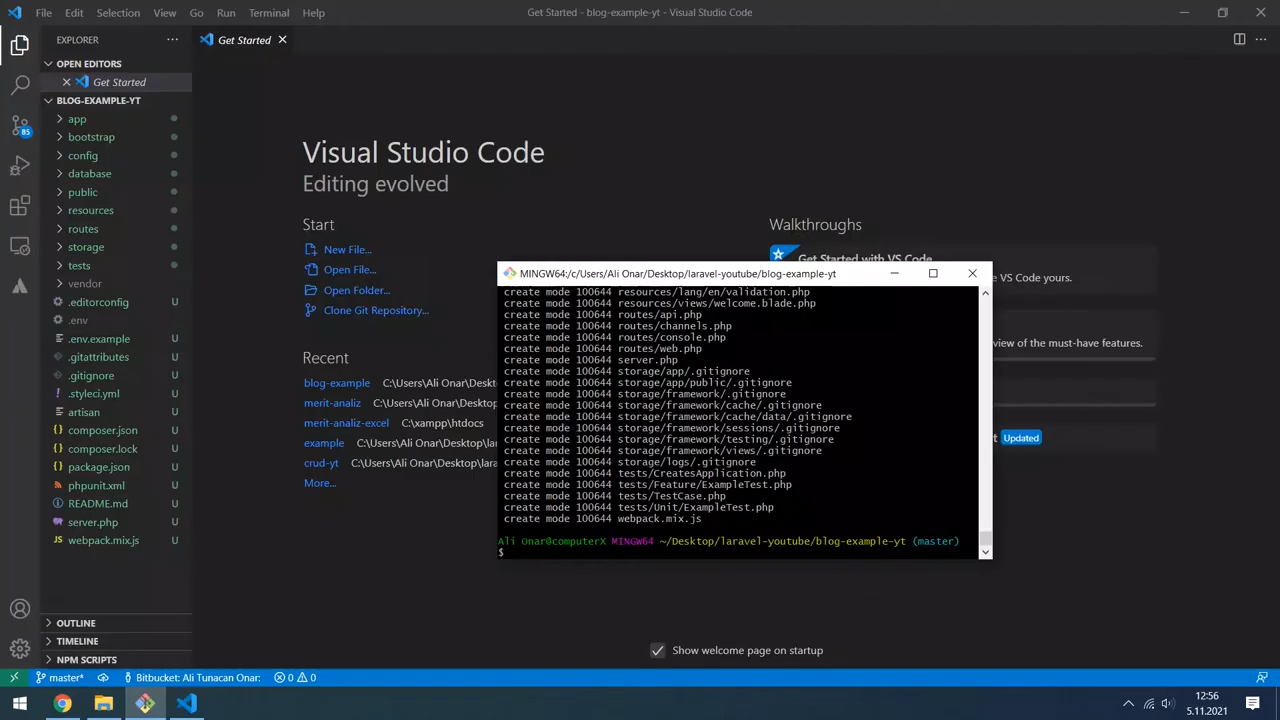 File Edit Selection View Go Run Terminal Help
Get Started - blog-example-yt - Visual Studio Code
EXPLORER
Get Started
OPEN EDITORS
Get Started
BLOG-EXAMPLE-YT
app
bootstrap
config
database
public
resources
routes
storage
tests
vendor
.editorconfig U
.env
.env.example U
.gitattributes U
.gitignore U
.styleci.yml U
artisan U
composer.json U
composer.lock U
package.json U
phpunit.xml U
README.md U
server.php U
webpack.mix.js U
OUTLINE
TIMELINE
NPM SCRIPTS
85
Visual Studio Code
Editing evolved
Start
New File...
Open File...
Open Folder...
Clone Git Repository...
Recent
blog-example C:\Users\Ali Onar\Deskt
merit-analiz C:\Users\Ali Onar\Desktop
merit-analiz-excel C:\xampp\htdocs
example C:\Users\Ali Onar\Desktop\lar
crud-yt C:\Users\Ali Onar\Desktop\lara
More...
Walkthroughs
Get Started with VS Code
e VS Code yours.
view of the must-have features.
t Updated
MINGW64:/c/Users/Ali Onar/Desktop/laravel-youtube/blog-example-yt
create mode 100644 resources/lang/en/validation.php
create mode 100644 resources/views/welcome.blade.php
create mode 100644 routes/api.php
create mode 100644 routes/channels.php
create mode 100644 routes/console.php
create mode 100644 routes/web.php
create mode 100644 server.php
create mode 100644 storage/app/.gitignore
create mode 100644 storage/app/public/.gitignore
create mode 100644 storage/framework/.gitignore
create mode 100644 storage/framework/cache/.gitignore
create mode 100644 storage/framework/cache/data/.gitignore
create mode 100644 storage/framework/sessions/.gitignore
create mode 100644 storage/framework/testing/.gitignore
create mode 100644 storage/framework/views/.gitignore
create mode 100644 storage/logs/.gitignore
create mode 100644 tests/CreatesApplication.php
create mode 100644 tests/Feature/ExampleTest.php
create mode 100644 tests/TestCase.php
create mode 100644 tests/Unit/ExampleTest.php
create mode 100644 webpack.mix.js
Ali Onar@computerX MINGW64 ~/Desktop/laravel-youtube/blog-example-yt (master)
$
Show welcome page on startup
master* Bitbucket: Ali Tunacan Onar: 0 0
12:56
5.11.2021